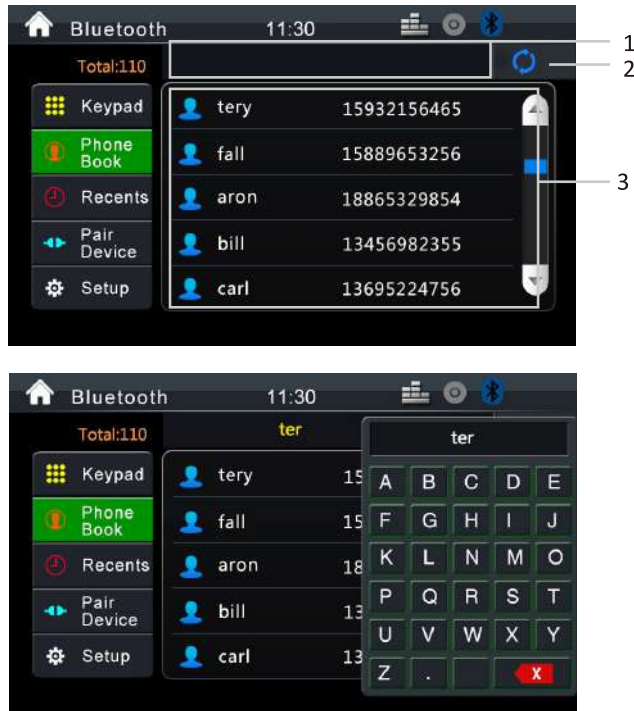 Bluetooth 11:30
1
Total:110
2
Keypad
tery 15932156465
Phone
Book
fall 15889653256
3
Recents
aron 18865329854
Pair
Device
bill 13456982355
Setup
carl 13695224756
Bluetooth 11:30
Total:110
ter
ter
Keypad
tery 15
A B C D E
Phone
Book
fall 15
F G H I J
Recents
aron 18
K L N M O
Pair
Device
bill 13
P Q R S T
U V W X Y
Setup
carl 13
Z . X